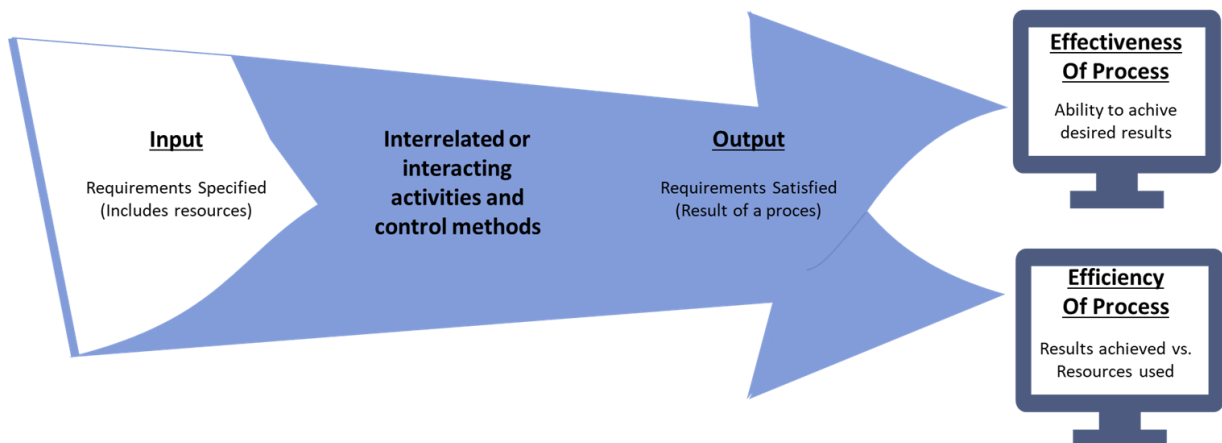 Input
Requirements Specified
(Includes resources)
Interrelated or
interacting
activities and
control methods
Output
Requirements Satisfied
(Result of a proces)
Effectiveness
Of Process
Ability to achive
desired results
Efficiency
Of Process
Results achieved vs.
Resources used